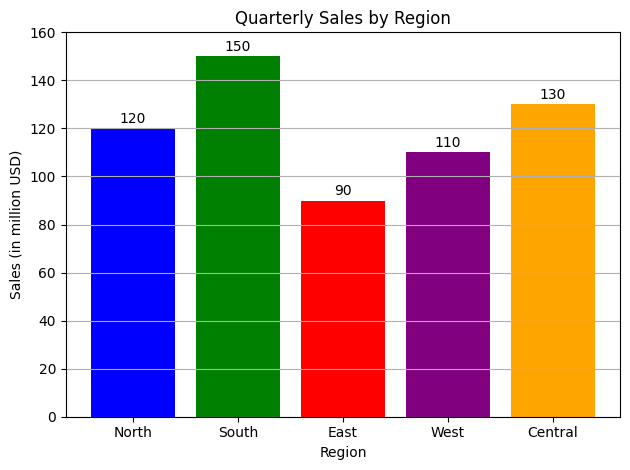 Quarterly Sales by Region
Sales (in million USD)
160
140
120
100
80
60
40
20
0
120
150
90
110
130
North
South
East
West
Central
Region